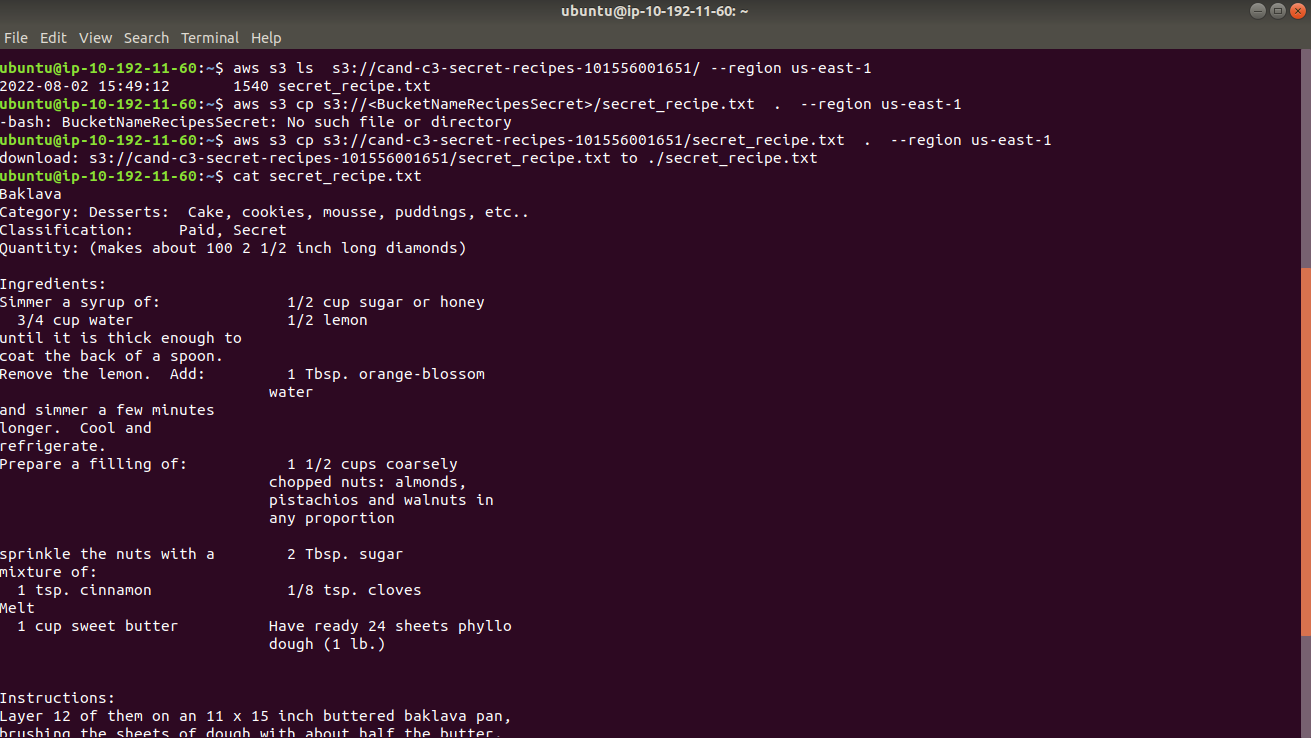 ubuntu@ip-10-192-11-60: ~
File Edit View Search Terminal Help
ubuntu@ip-10-192-11-60:~$ aws s3 ls  s3://cand-c3-secret-recipes-101556001651/ --region us-east-1
2022-08-02 15:49:12       1540 secret_recipe.txt
ubuntu@ip-10-192-11-60:~$ aws s3 cp s3://<BucketNameRecipesSecret>/secret_recipe.txt  .  --region us-east-1
-bash: BucketNameRecipesSecret: No such file or directory
ubuntu@ip-10-192-11-60:~$ aws s3 cp s3://cand-c3-secret-recipes-101556001651/secret_recipe.txt  .  --region us-east-1
download: s3://cand-c3-secret-recipes-101556001651/secret_recipe.txt to ./secret_recipe.txt
ubuntu@ip-10-192-11-60:~$ cat secret_recipe.txt
Baklava
Category: Desserts:  Cake, cookies, mousse, puddings, etc..
Classification:     Paid, Secret
Quantity: (makes about 100 2 1/2 inch long diamonds)
Ingredients:
Simmer a syrup of:              1/2 cup sugar or honey
  3/4 cup water                 1/2 lemon
until it is thick enough to
coat the back of a spoon.
Remove the lemon.  Add:         1 Tbsp. orange-blossom
                              water
and simmer a few minutes
longer.  Cool and
refrigerate.
Prepare a filling of:           1 1/2 cups coarsely
                              chopped nuts: almonds,
                              pistachios and walnuts in
                              any proportion
sprinkle the nuts with a        2 Tbsp. sugar
mixture of:
  1 tsp. cinnamon               1/8 tsp. cloves
Melt
  1 cup sweet butter          Have ready 24 sheets phyllo
                              dough (1 lb.)
Instructions:
Layer 12 of them on an 11 x 15 inch buttered baklava pan,
brushing the sheets of dough with about half the butter.